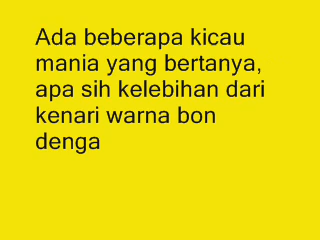 Ada beberapa kicau
mania yang bertanya,
apa sih kelebihan dari
kenari warna bon
denga